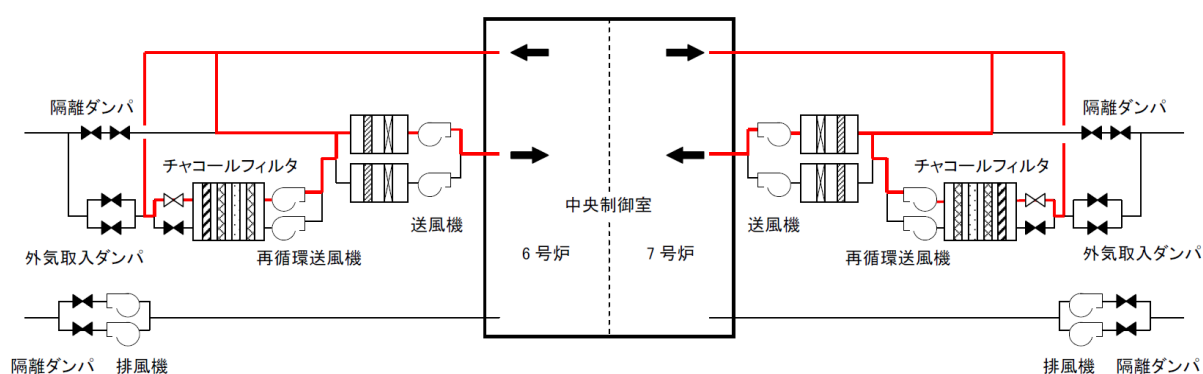 隔離ダンパ
隔離ダンパ
チャコールフィルタ
チャコールフィルタ
中央制御室
送風機
送風機
6号炉
7号炉
外気取入ダンパ
再循環送風機
再循環送風機
外気取入ダンパ
隔離ダンパ
排風機
排風機
隔離ダンパ